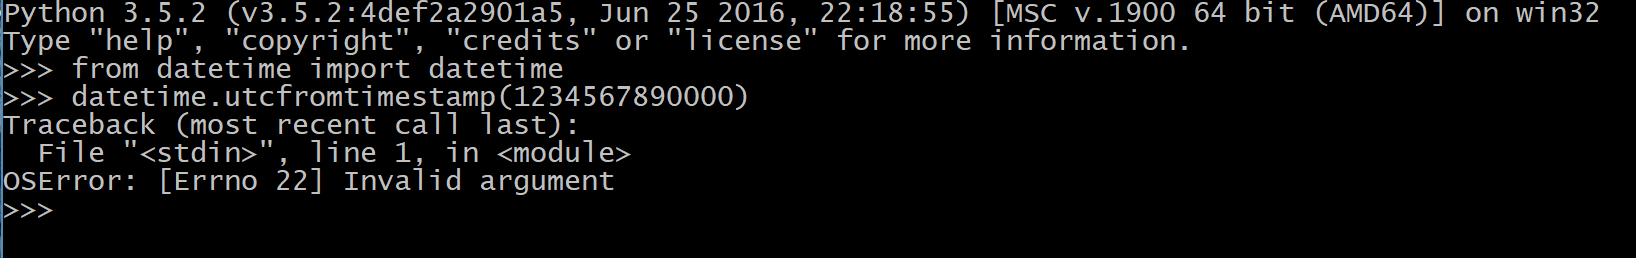 Python 3.5.2 (v3.5.2:4def2a2901a5, Jun 25 2016, 22:18:55) [MSC v.1900 64 bit (AMD64)] on win32
Type "help", "copyright", "credits" or "license" for more information.
>>> from datetime import datetime
>>> datetime.utcfromtimestamp(1234567890000)
Traceback (most recent call last):
  File "<stdin>", line 1, in <module>
OSError: [Errno 22] Invalid argument
>>>